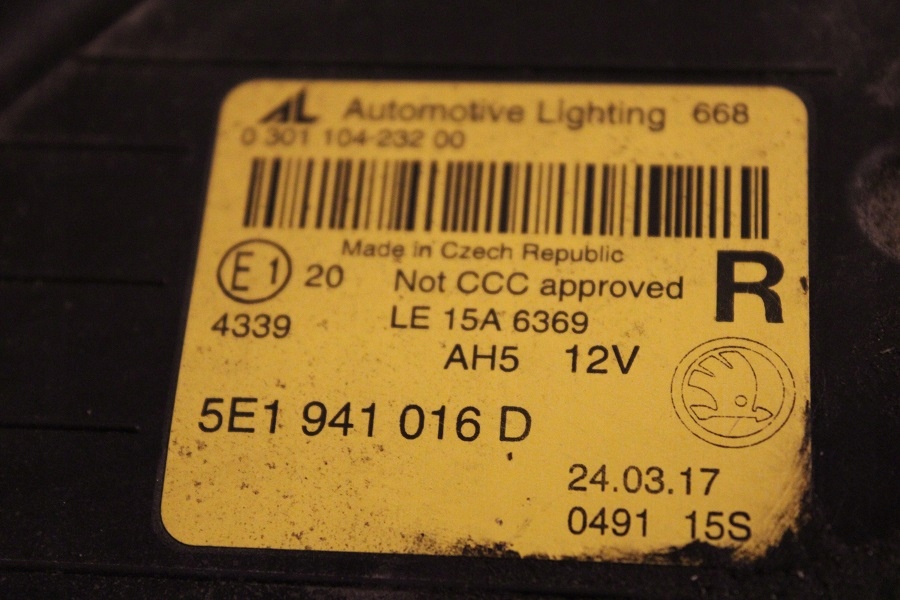 AL Automotive Lighting 668
0 301 104-232 00
Made in Czech Republic
E1 20 Not CCC approved R
4339 LE 15A 6369
AH5 12V
5E1 941 016 D
24.03.17
0491 15S